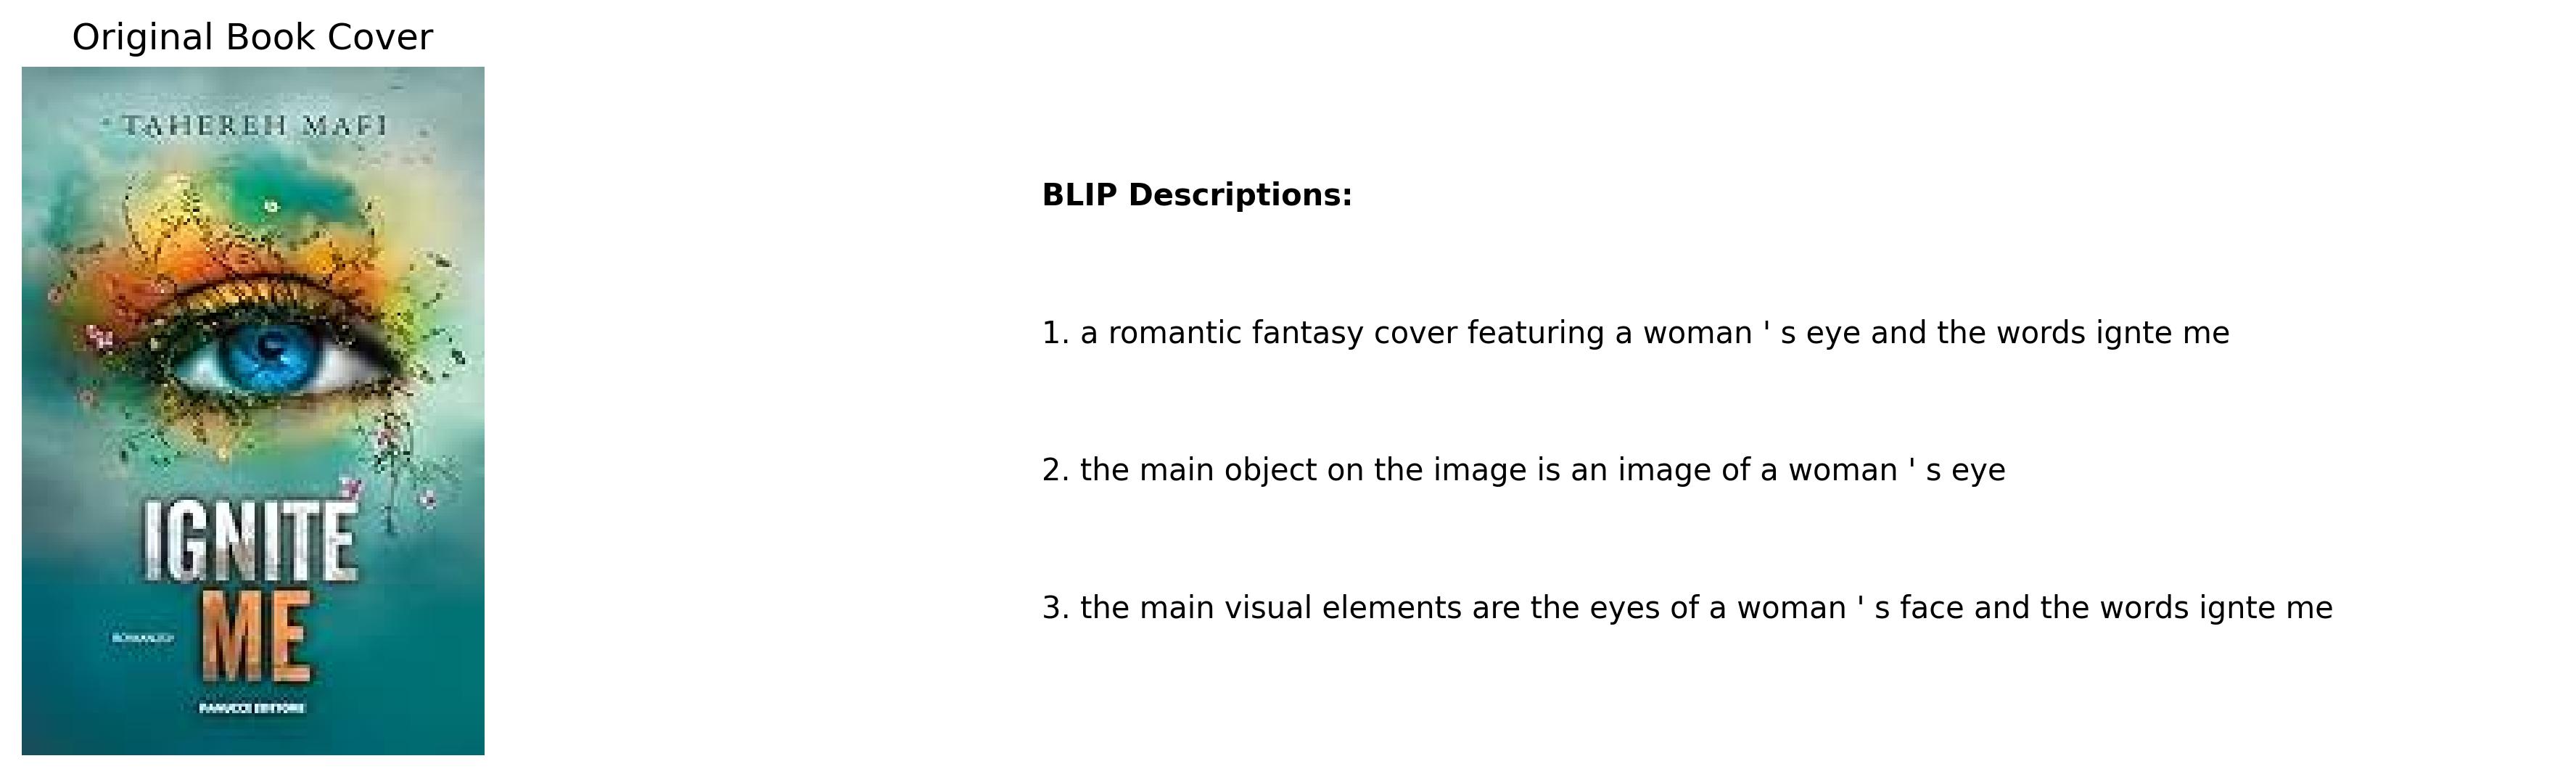 Original Book Cover
TAHEREH MAFI
IGNITE
ME
ROMANZO
FANUCCI EDITORE
BLIP Descriptions:
1. a romantic fantasy cover featuring a woman ' s eye and the words ignte me
2. the main object on the image is an image of a woman ' s eye
3. the main visual elements are the eyes of a woman ' s face and the words ignte me